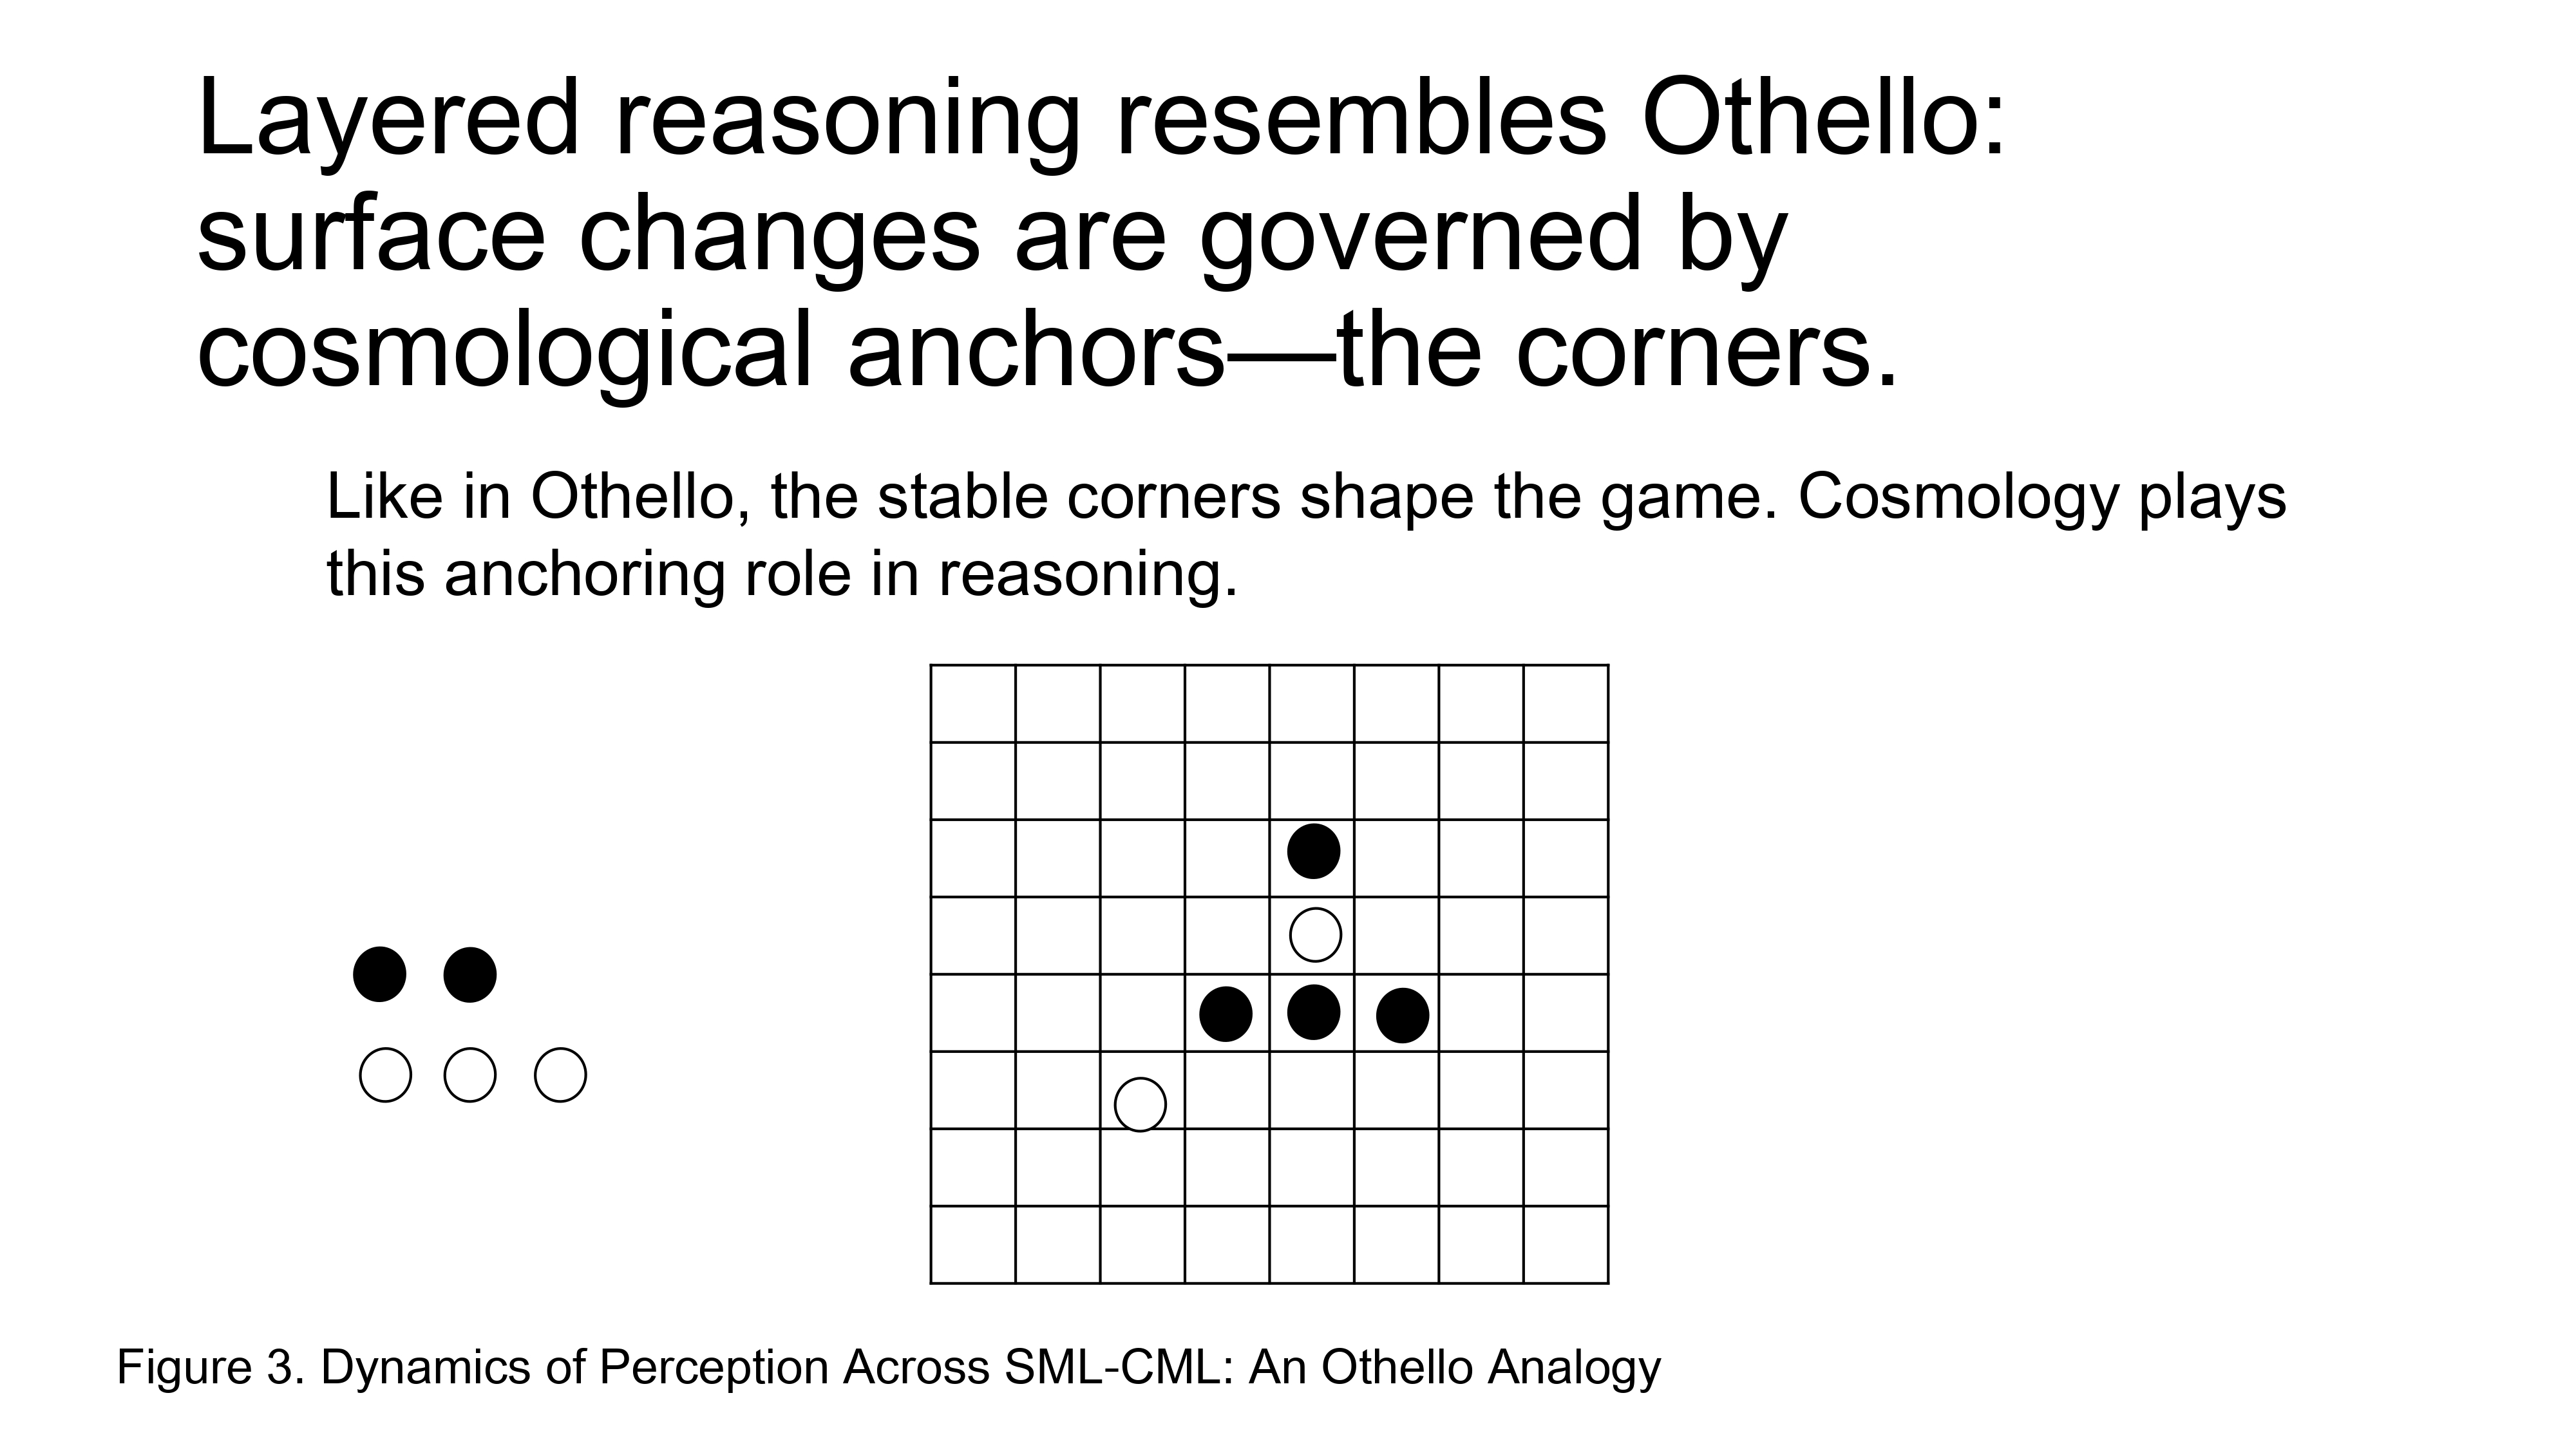 Layered reasoning resembles Othello:
surface changes are governed by
cosmological anchors—the corners.
Like in Othello, the stable corners shape the game. Cosmology plays
this anchoring role in reasoning.
Figure 3. Dynamics of Perception Across SML-CML: An Othello Analogy